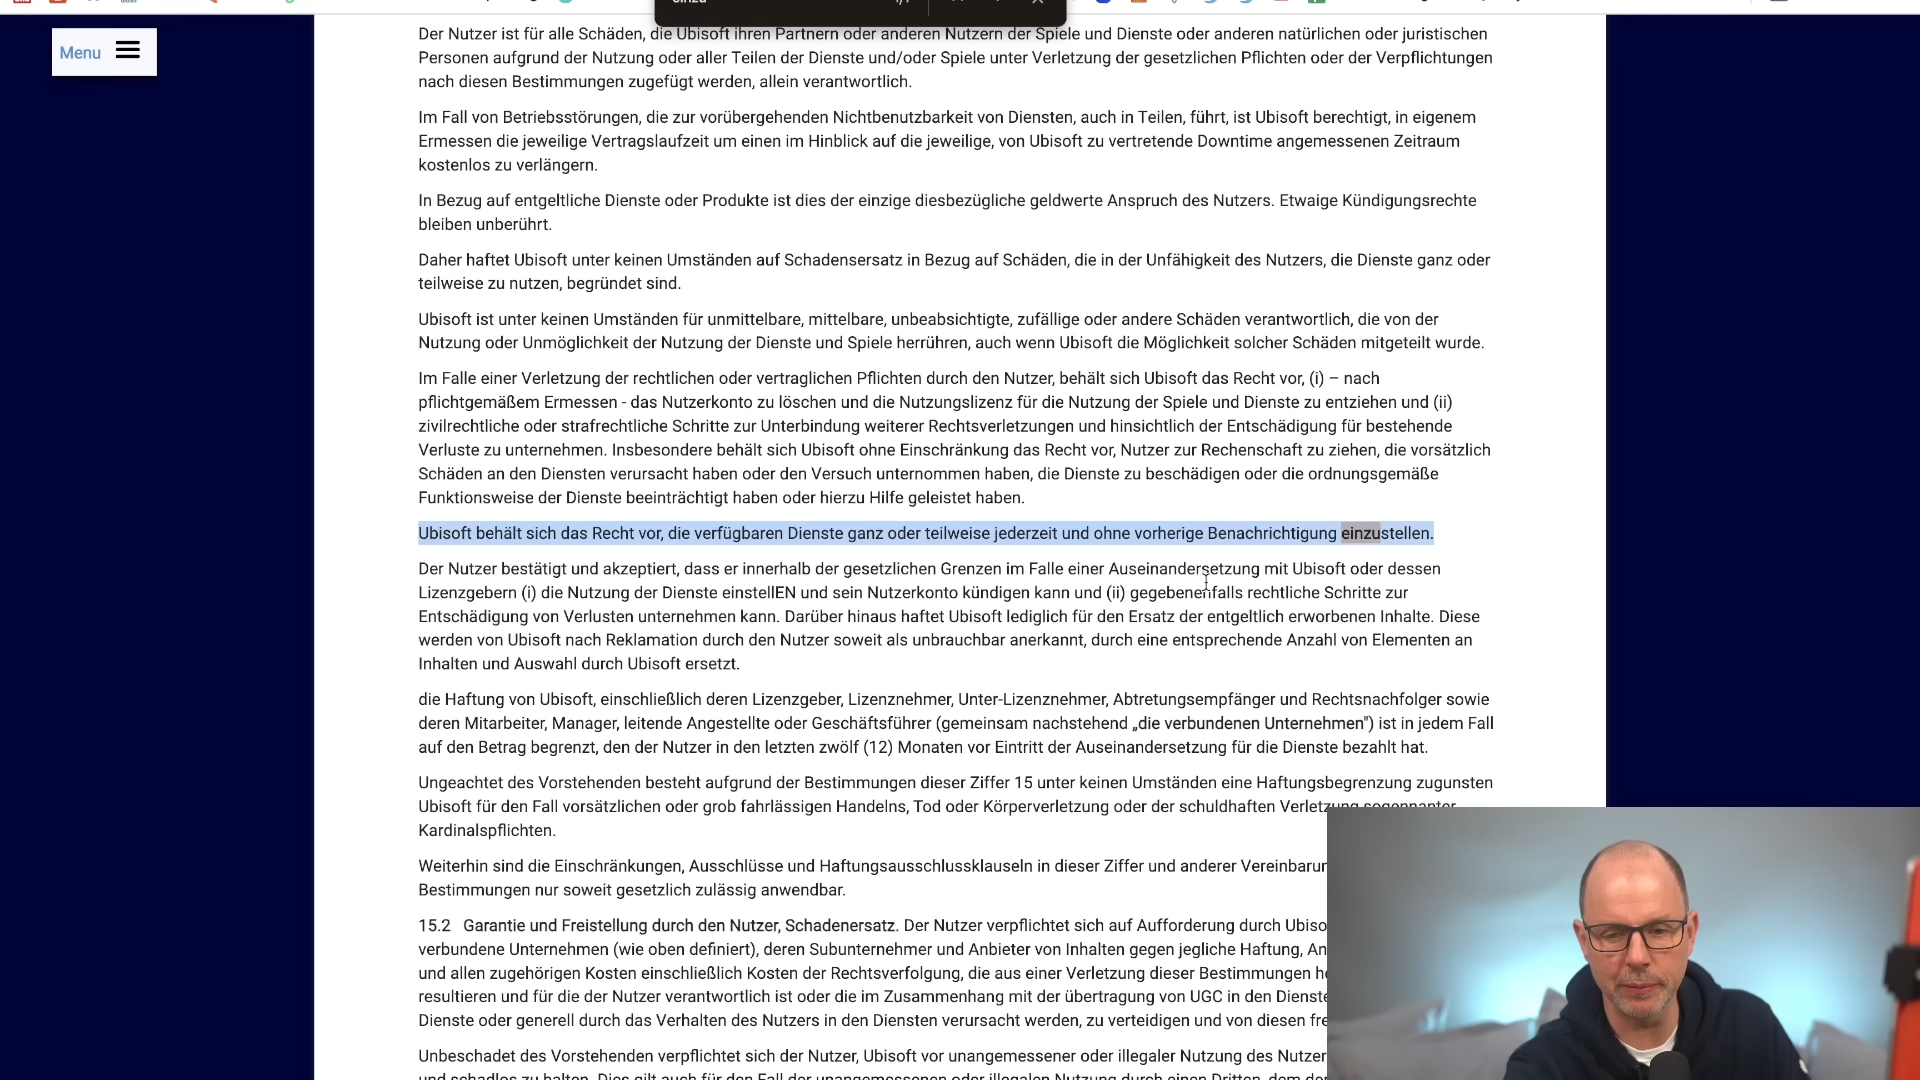 Menu
Der Nutzer ist für alle Schäden, die Ubisoft ihren Partnern oder anderen Nutzern der Spiele und Dienste oder anderen natürlichen oder juristischen
Personen aufgrund der Nutzung oder aller Teilen der Dienste und/oder Spiele unter Verletzung der gesetzlichen Pflichten oder der Verpflichtungen
nach diesen Bestimmungen zugefügt werden, allein verantwortlich.
Im Fall von Betriebsstörungen, die zur vorübergehenden Nichtbenutzbarkeit von Diensten, auch in Teilen, führt, ist Ubisoft berechtigt, in eigenem
Ermessen die jeweilige Vertragslaufzeit um einen im Hinblick auf die jeweilige, von Ubisoft zu vertretende Downtime angemessenen Zeitraum
kostenlos zu verlängern.
In Bezug auf entgeltliche Dienste oder Produkte ist dies der einzige diesbezügliche geldwerte Anspruch des Nutzers. Etwaige Kündigungsrechte
bleiben unberührt.
Daher haftet Ubisoft unter keinen Umständen auf Schadensersatz in Bezug auf Schäden, die in der Unfähigkeit des Nutzers, die Dienste ganz oder
teilweise zu nutzen, begründet sind.
Ubisoft ist unter keinen Umständen für unmittelbare, mittelbare, unbeabsichtigte, zufällige oder andere Schäden verantwortlich, die von der
Nutzung oder Unmöglichkeit der Nutzung der Dienste und Spiele herrühren, auch wenn Ubisoft die Möglichkeit solcher Schäden mitgeteilt wurde.
Im Falle einer Verletzung der rechtlichen oder vertraglichen Pflichten durch den Nutzer, behält sich Ubisoft das Recht vor, (i) – nach
pflichtgemäßem Ermessen - das Nutzerkonto zu löschen und die Nutzungslizenz für die Nutzung der Spiele und Dienste zu entziehen und (ii)
zivilrechtliche oder strafrechtliche Schritte zur Unterbindung weiterer Rechtsverletzungen und hinsichtlich der Entschädigung für bestehende
Verluste zu unternehmen. Insbesondere behält sich Ubisoft ohne Einschränkung das Recht vor, Nutzer zur Rechenschaft zu ziehen, die vorsätzlich
Schäden an den Diensten verursacht haben oder den Versuch unternommen haben, die Dienste zu beschädigen oder die ordnungsgemäße
Funktionsweise der Dienste beeinträchtigt haben oder hierzu Hilfe geleistet haben.
Ubisoft behält sich das Recht vor, die verfügbaren Dienste ganz oder teilweise jederzeit und ohne vorherige Benachrichtigung einzustellen.
Der Nutzer bestätigt und akzeptiert, dass er innerhalb der gesetzlichen Grenzen im Falle einer Auseinandersetzung mit Ubisoft oder dessen
Lizenzgebern (i) die Nutzung der Dienste einstellEN und sein Nutzerkonto kündigen kann und (ii) gegebenenfalls rechtliche Schritte zur
Entschädigung von Verlusten unternehmen kann. Darüber hinaus haftet Ubisoft lediglich für den Ersatz der entgeltlich erworbenen Inhalte. Diese
werden von Ubisoft nach Reklamation durch den Nutzer soweit als unbrauchbar anerkannt, durch eine entsprechende Anzahl von Elementen an
Inhalten und Auswahl durch Ubisoft ersetzt.
die Haftung von Ubisoft, einschließlich deren Lizenzgeber, Lizenznehmer, Unter-Lizenznehmer, Abtretungsempfänger und Rechtsnachfolger sowie
deren Mitarbeiter, Manager, leitende Angestellte oder Geschäftsführer (gemeinsam nachstehend „die verbundenen Unternehmen") ist in jedem Fall
auf den Betrag begrenzt, den der Nutzer in den letzten zwölf (12) Monaten vor Eintritt der Auseinandersetzung für die Dienste bezahlt hat.
Ungeachtet des Vorstehenden besteht aufgrund der Bestimmungen dieser Ziffer 15 unter keinen Umständen eine Haftungsbegrenzung zugunsten
Ubisoft für den Fall vorsätzlichen oder grob fahrlässigen Handelns, Tod oder Körperverletzung oder der schuldhaften Verletzung sogenannter
Kardinalspflichten.
Weiterhin sind die Einschränkungen, Ausschlüsse und Haftungsausschlussklauseln in dieser Ziffer und anderer
Bestimmungen nur soweit gesetzlich zulässig anwendbar.
15.2 Garantie und Freistellung durch den Nutzer, Schadenersatz. Der Nutzer verpflichtet sich auf Aufforderung durch
verbundene Unternehmen (wie oben definiert), deren Subunternehmer und Anbieter von Inhalten gegen jegliche Haftung,
und allen zugehörigen Kosten einschließlich Kosten der Rechtsverfolgung, die aus einer Verletzung dieser Bestimmungen
resultieren und für die der Nutzer verantwortlich ist oder die im Zusammenhang mit der übertragung von UGC in den
Dienste oder generell durch das Verhalten des Nutzers in den Diensten verursacht werden, zu verteidigen und von diesen
Unbeschadet des Vorstehenden verpflichtet sich der Nutzer, Ubisoft vor unangemessener oder illegaler Nutzung des